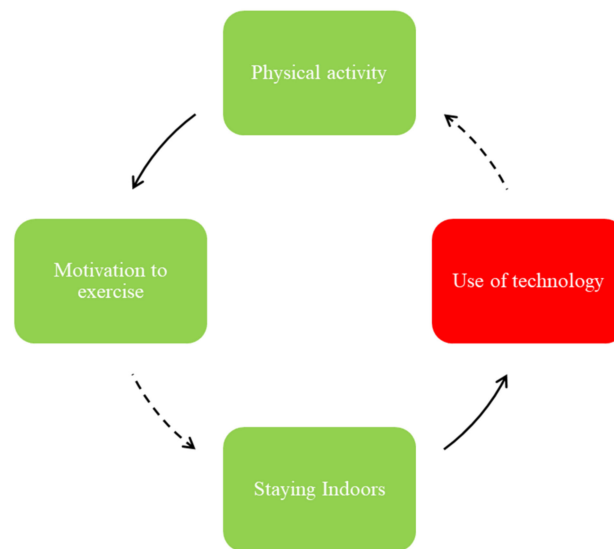 Physical activity
Motivation to
exercise
Use of technology
Staying Indoors